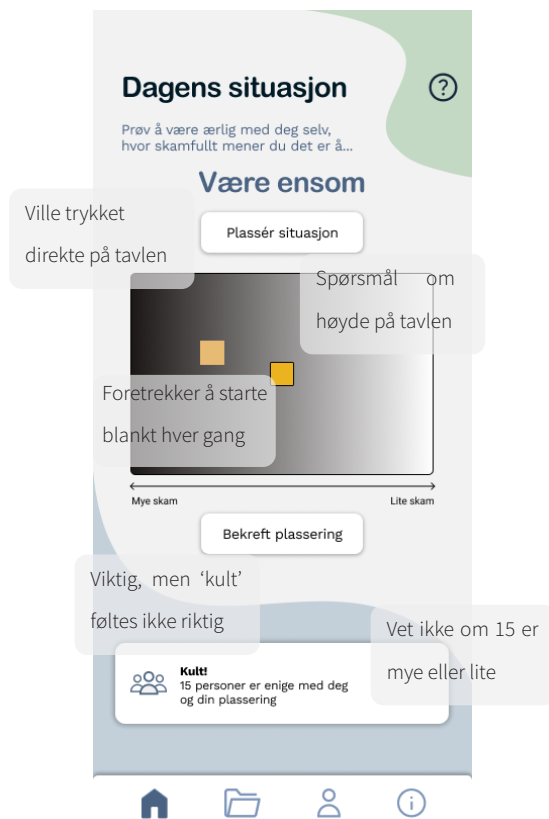 Dagens situasjon
Prøv å være ærlig med deg selv,
hvor skamfullt mener du det er å...
Være ensom
Ville trykket
direkte på tavlen
Plassér situasjon
Spørsmål om
høyde på tavlen
Foretrekker å starte
blankt hver gang
Mye skam
Lite skam
Bekreft plassering
Viktig, men ‘kult’
føltes ikke riktig
Vet ikke om 15 er
mye eller lite
Kult!
15 personer er enige med deg
og din plassering